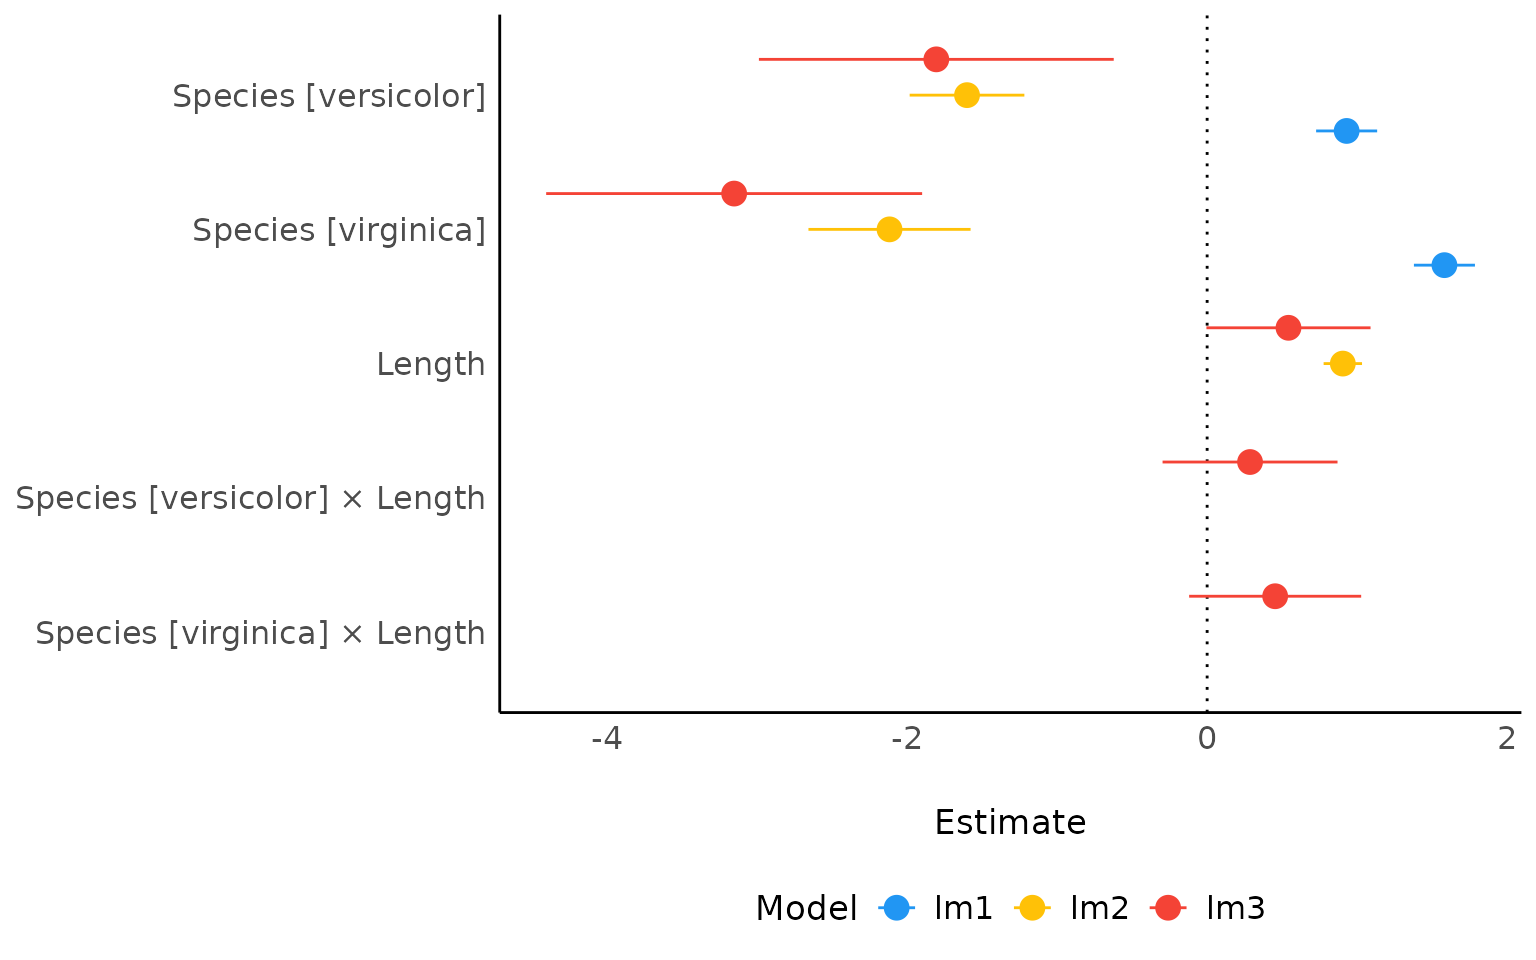 Species [versicolor]
Species [virginica]
Length
Species [versicolor] × Length
Species [virginica] × Length
-4 -2 0 2
Estimate
Model lm1 lm2 lm3